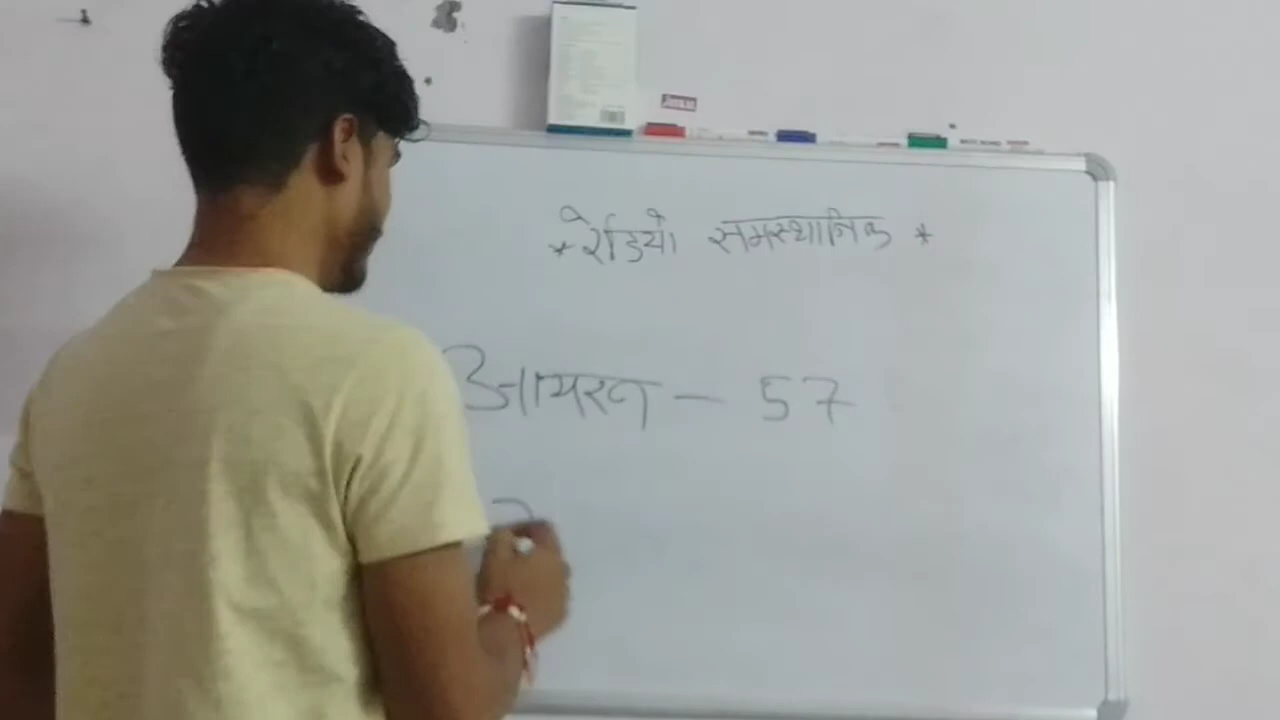 * रेडियो समस्थानिक *
आयरन - 57